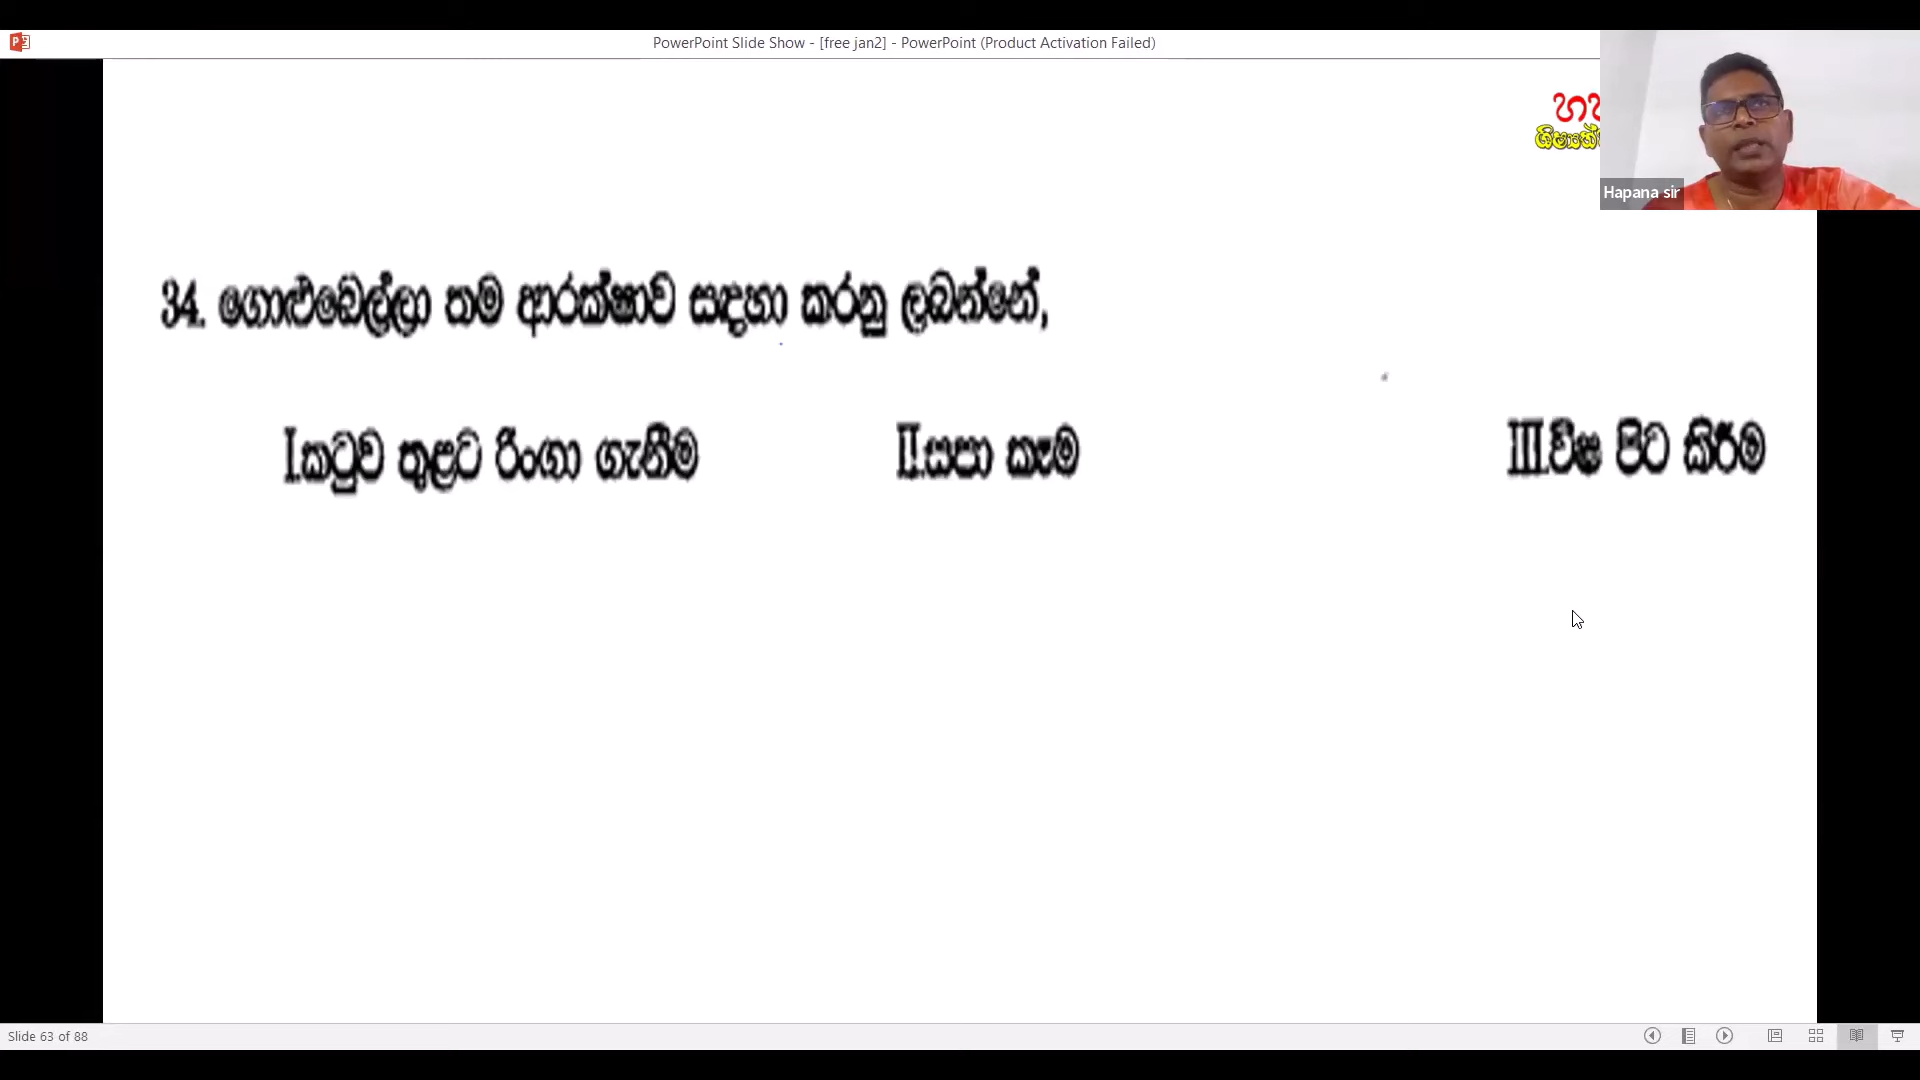 PowerPoint Slide Show - [free jan2] - PowerPoint (Product Activation Failed)
Hapana sir
34. ගොළුබෙල්ලා තම ආරක්ෂාව සඳහා කරනු ලබන්නේ,
I.කටුව තුළට රිංගා ගැනීම II.සපා කෑම III.විෂ පිට කිරීම
Slide 63 of 88